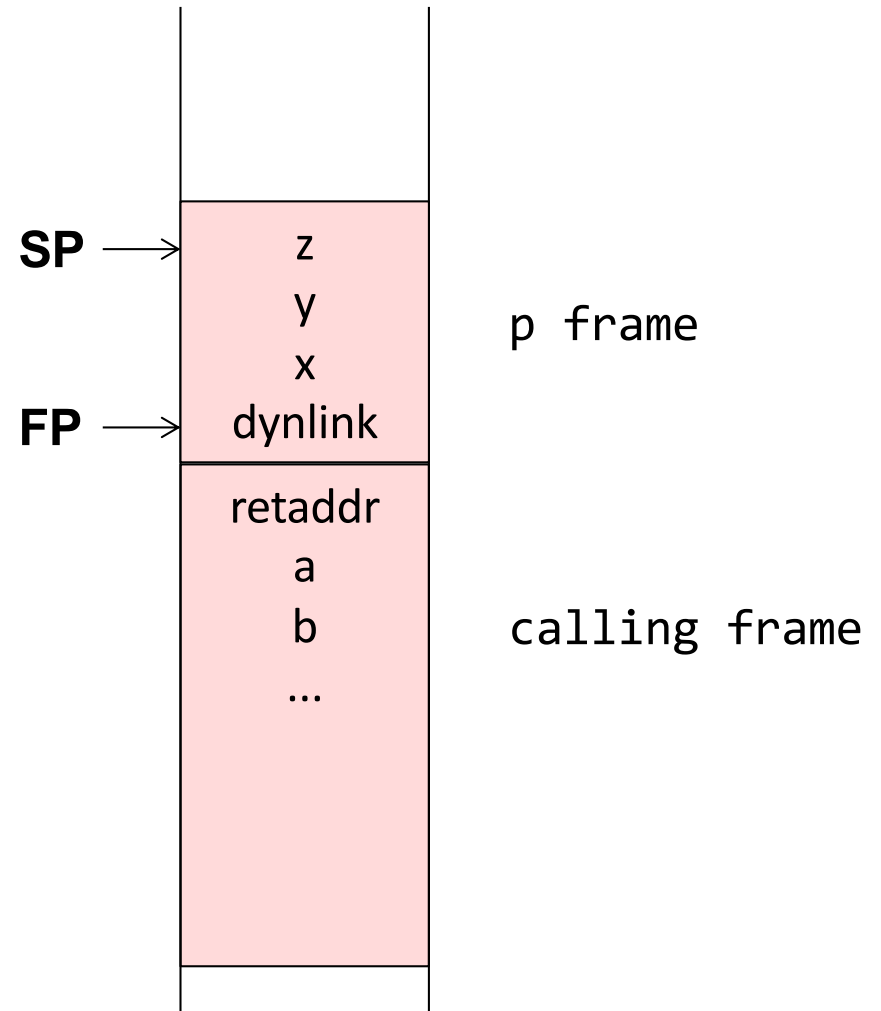 SP
z
y
p frame
x
FP
dynlink
retaddr
a
b
calling frame
...